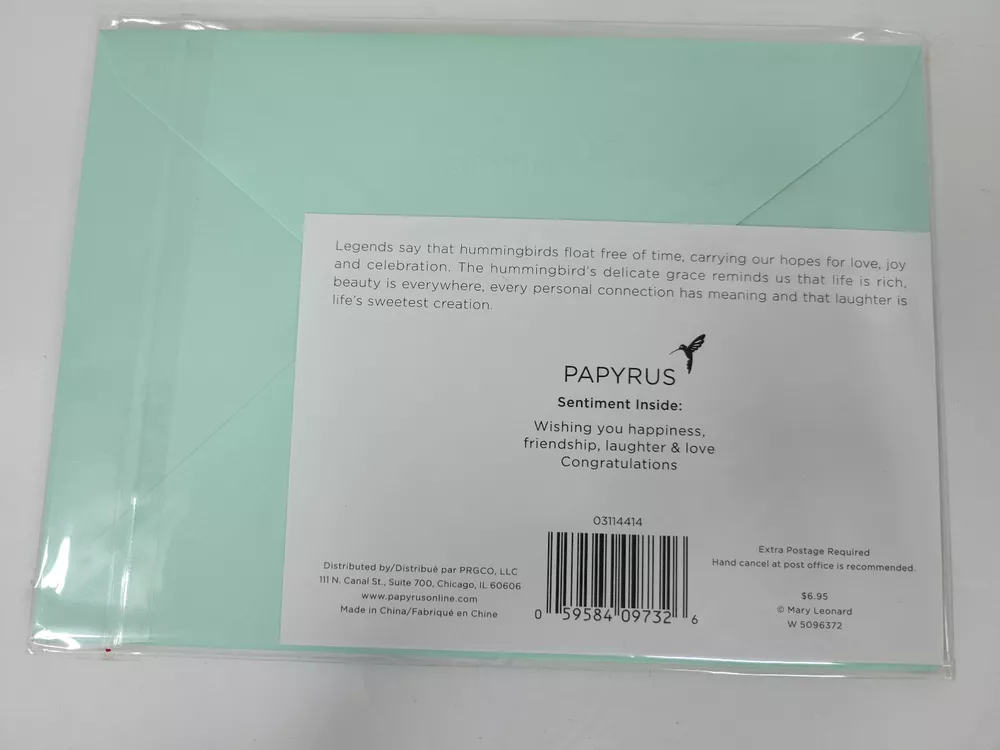 Legends say that hummingbirds float free of time, carrying our hopes for love, joy
and celebration. The hummingbird's delicate grace reminds us that life is rich,
beauty is everywhere, every personal connection has meaning and that laughter is
life's sweetest creation.
PAPYRUS
Sentiment Inside:
Wishing you happiness,
friendship, laughter & love
Congratulations
03114414
Distributed by/Distribué par PRGCO, LLC
111 N. Canal St., Suite 700, Chicago, IL 60606
www.papyrusonline.com
Made in China/Fabriqué en Chine
0 59584 09732 6
Extra Postage Required
Hand cancel at post office is recommended.
$6.95
© Mary Leonard
W 5096372